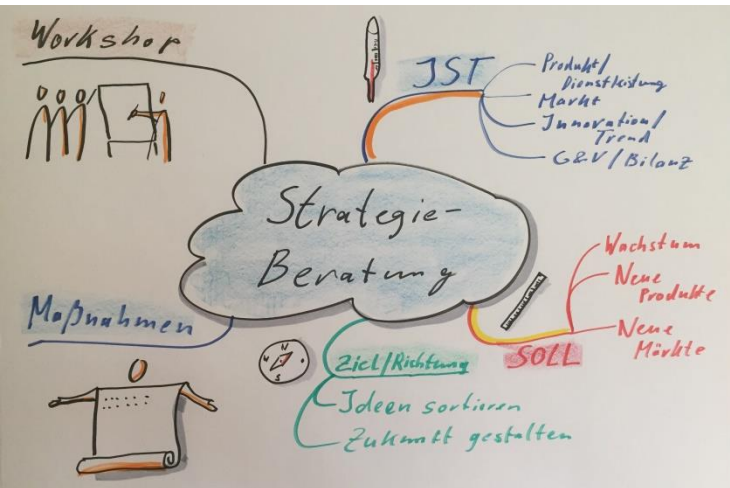 Workshop
IST
Produkt/
Dienstleistung
Markt
Innovation/
Trend
G&V/Bilanz
Strategie-
Beratung
Wachstum
Neue
Produkte
Neue
Märkte
SOLL
Maßnahmen
Ziel/Richtung
Ideen sortieren
Zukunft gestalten
N
S